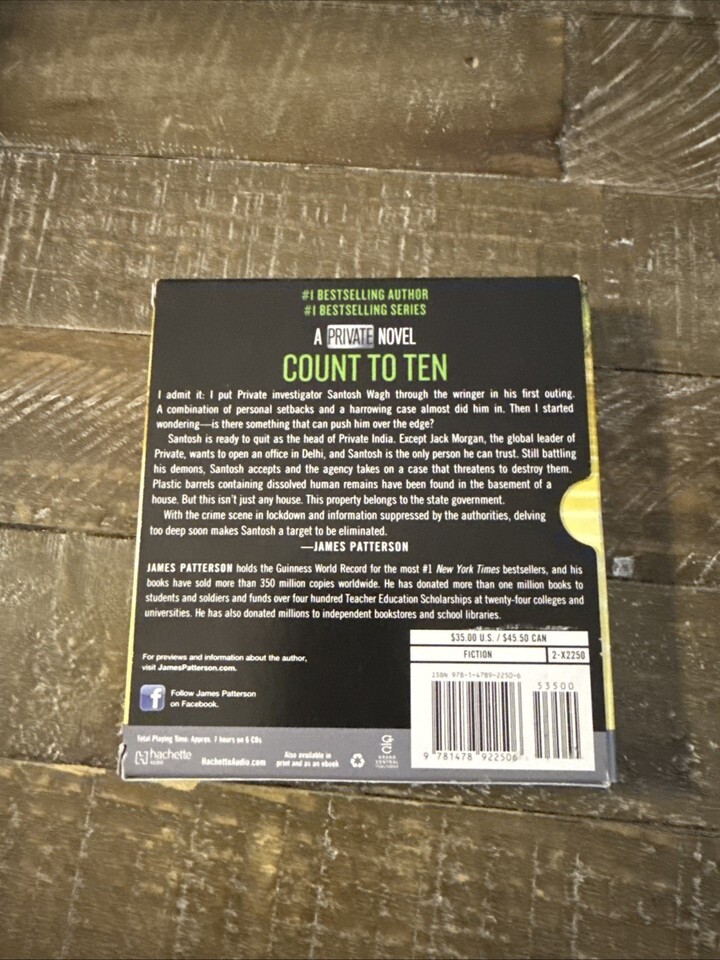 #1 BESTSELLING AUTHOR
#1 BESTSELLING SERIES
A PRIVATE NOVEL
COUNT TO TEN
I admit it: I put Private investigator Santosh Wagh through the wringer in his first outing.
A combination of personal setbacks and a harrowing case almost did him in. Then I started
wondering—is there something that can push him over the edge?
Santosh is ready to quit as the head of Private India. Except Jack Morgan, the global leader of
Private, wants to open an office in Delhi, and Santosh is the only person he can trust. Still battling
his demons, Santosh accepts and the agency takes on a case that threatens to destroy them.
Plastic barrels containing dissolved human remains have been found in the basement of a
house. But this isn't just any house. This property belongs to the state government.
With the crime scene in lockdown and information suppressed by the authorities, delving
too deep soon makes Santosh a target to be eliminated.
—JAMES PATTERSON
JAMES PATTERSON holds the Guinness World Record for the most #1 New York Times bestsellers, and his
books have sold more than 350 million copies worldwide. He has donated more than one million books to
students and soldiers and funds over four hundred Teacher Education Scholarships at twenty-four colleges and
universities. He has also donated millions to independent bookstores and school libraries.
$35.00 U.S. / $45.50 CAN
FICTION
2-X2250
ISBN 978-1-4789-2250-6
53500
9 781478 922506
For previews and information about the author,
visit JamesPatterson.com.
f
Follow James Patterson
on Facebook.
Total Playing Time: Approx. 7 hours on 6 CDs
hachette
AUDIO
HachetteAudio.com
Also available in
print and as an ebook
GRAND
CENTRAL
PUBLISHING